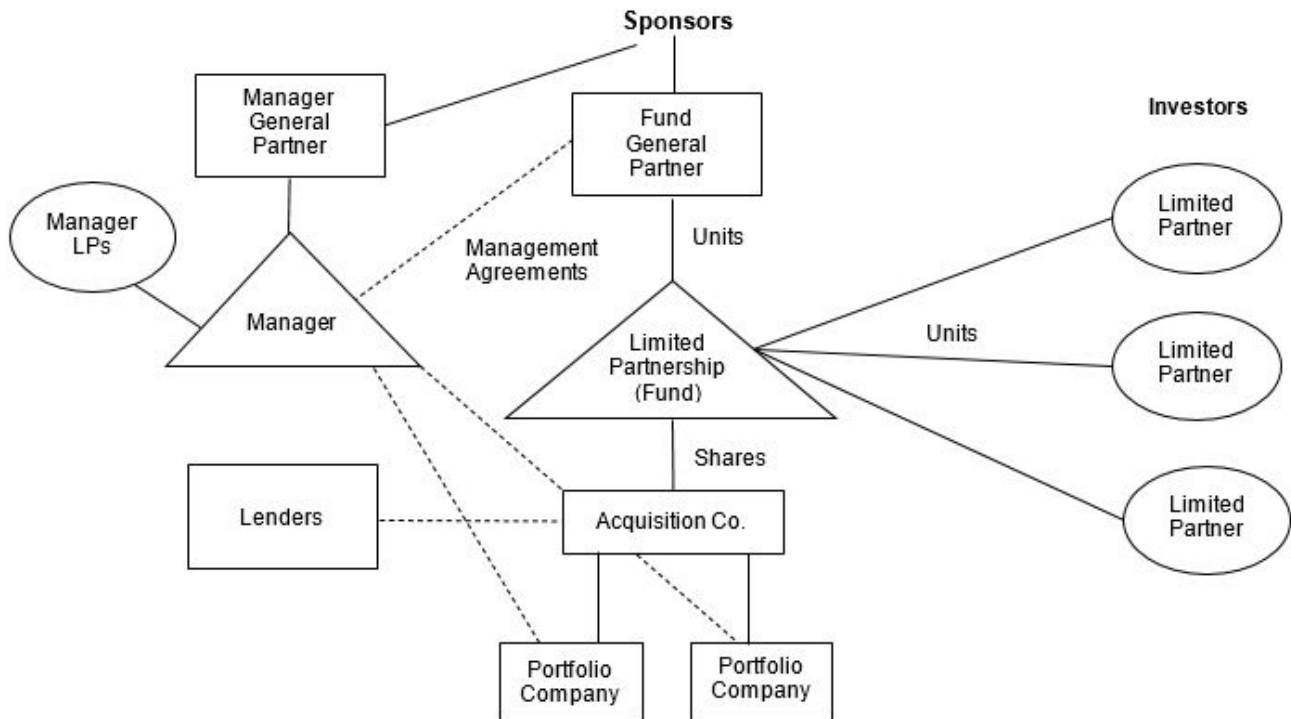 Sponsors
Manager
General
Partner
Fund
General
Partner
Investors
Manager
LPs
Limited
Partner
Management
Agreements
Units
Manager
Limited
Partnership
(Fund)
Units
Limited
Partner
Shares
Lenders
Acquisition Co.
Limited
Partner
Portfolio
Company
Portfolio
Company